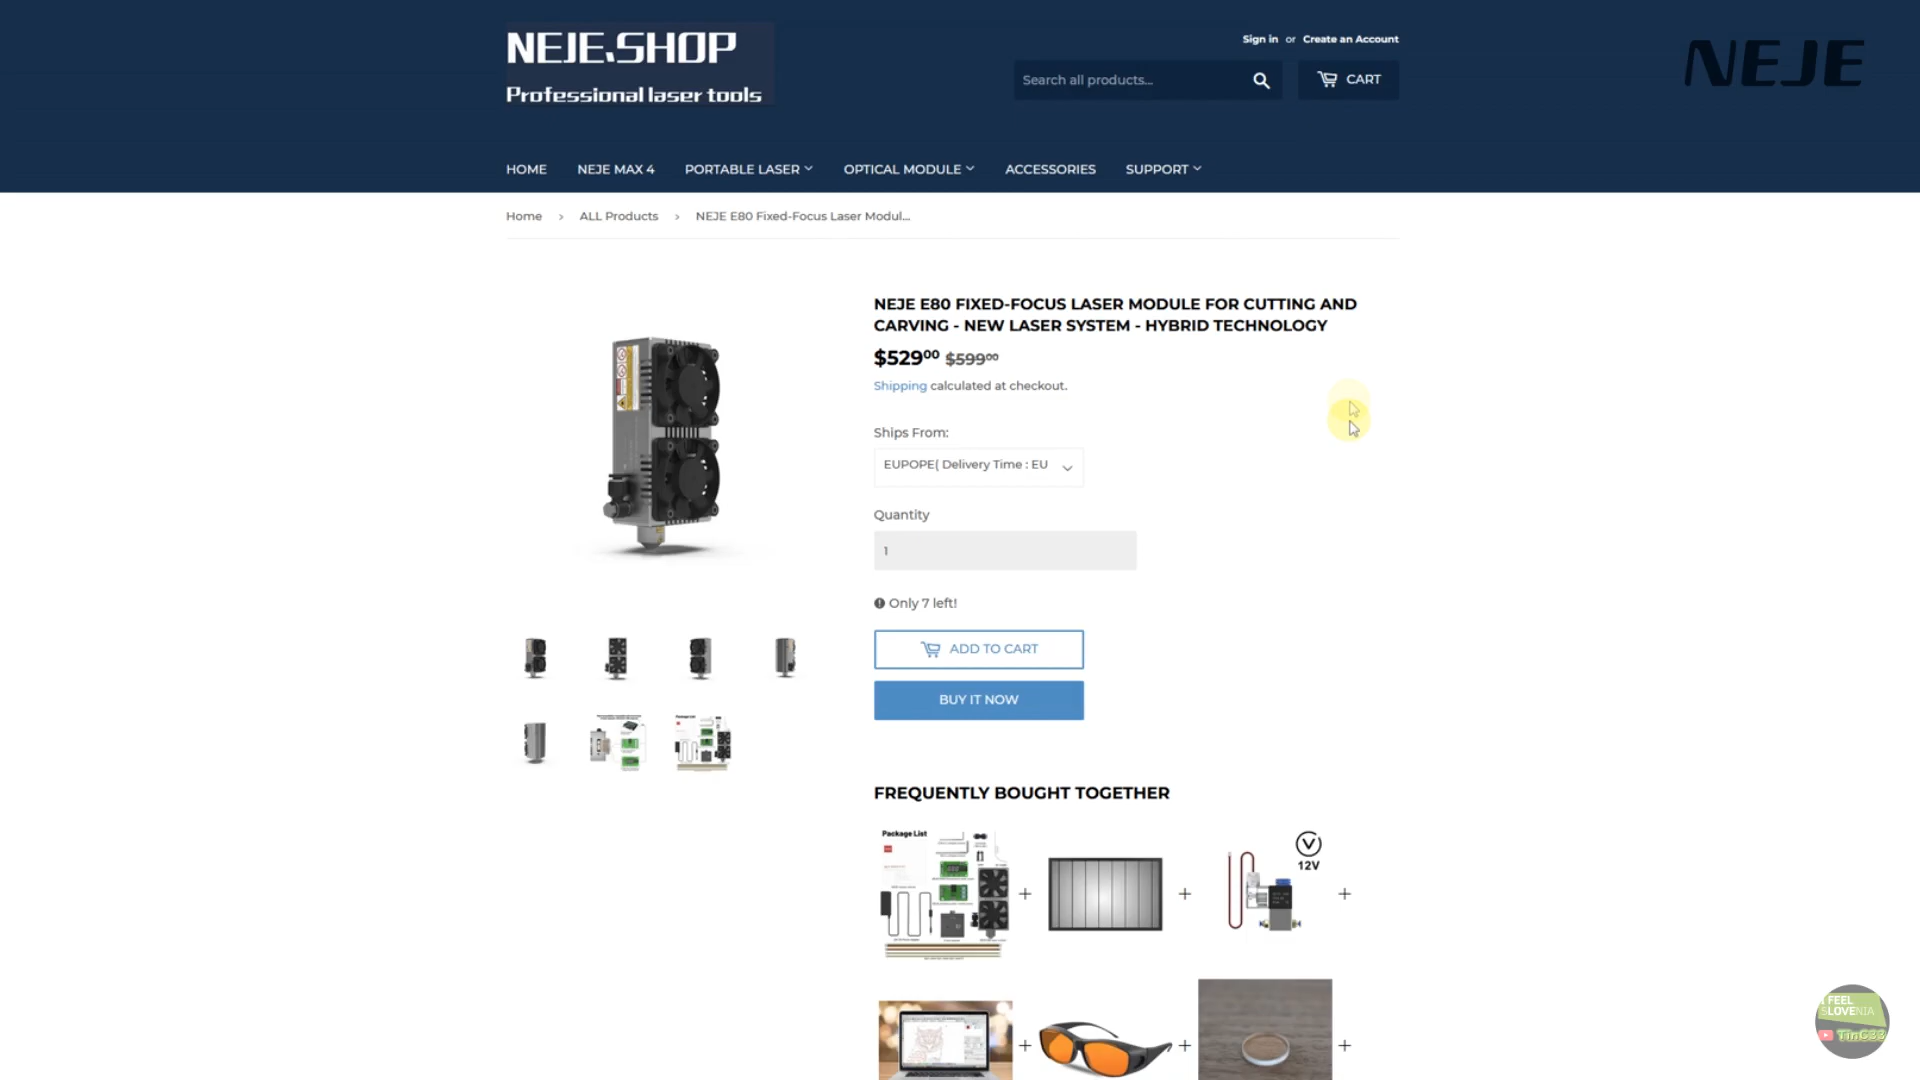 NEJE.SHOP
Professional laser tools
Sign in or Create an Account
Search all products...
CART
NEJE
HOME
NEJE MAX 4
PORTABLE LASER
OPTICAL MODULE
ACCESSORIES
SUPPORT
Home › ALL Products › NEJE E80 Fixed-Focus Laser Modul...
NEJE E80 FIXED-FOCUS LASER MODULE FOR CUTTING AND
CARVING - NEW LASER SYSTEM - HYBRID TECHNOLOGY
$529.00 $599.00
Shipping calculated at checkout.
Ships From:
EUPOPE( Delivery Time : EU
Quantity
1
Only 7 left!
ADD TO CART
BUY IT NOW
Package List
FREQUENTLY BOUGHT TOGETHER
Package List
+
+
V
12V
+
+
+
+
I FEEL
SLOVENIA
TinG33